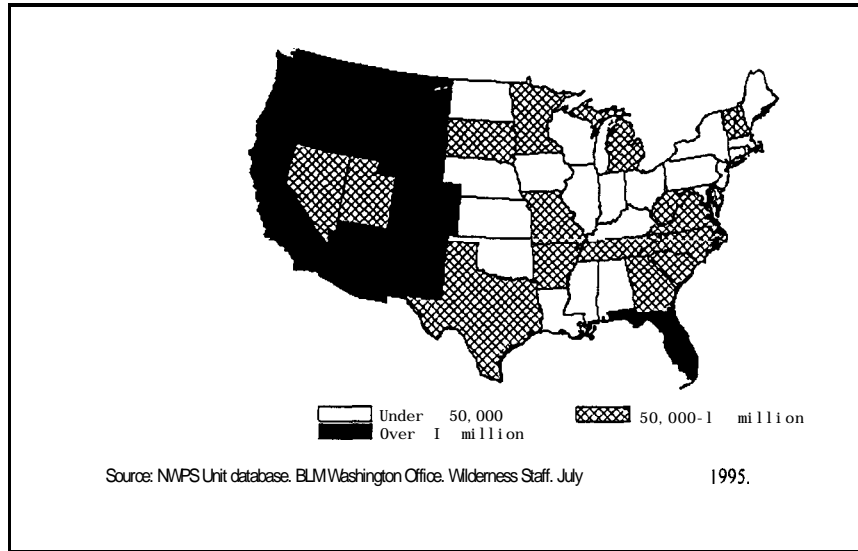 Under 50,000 50,000-l million
Over I million
Source: NWPS Unit database. BLM Washington Office. Wilderness Staff. July 1995.